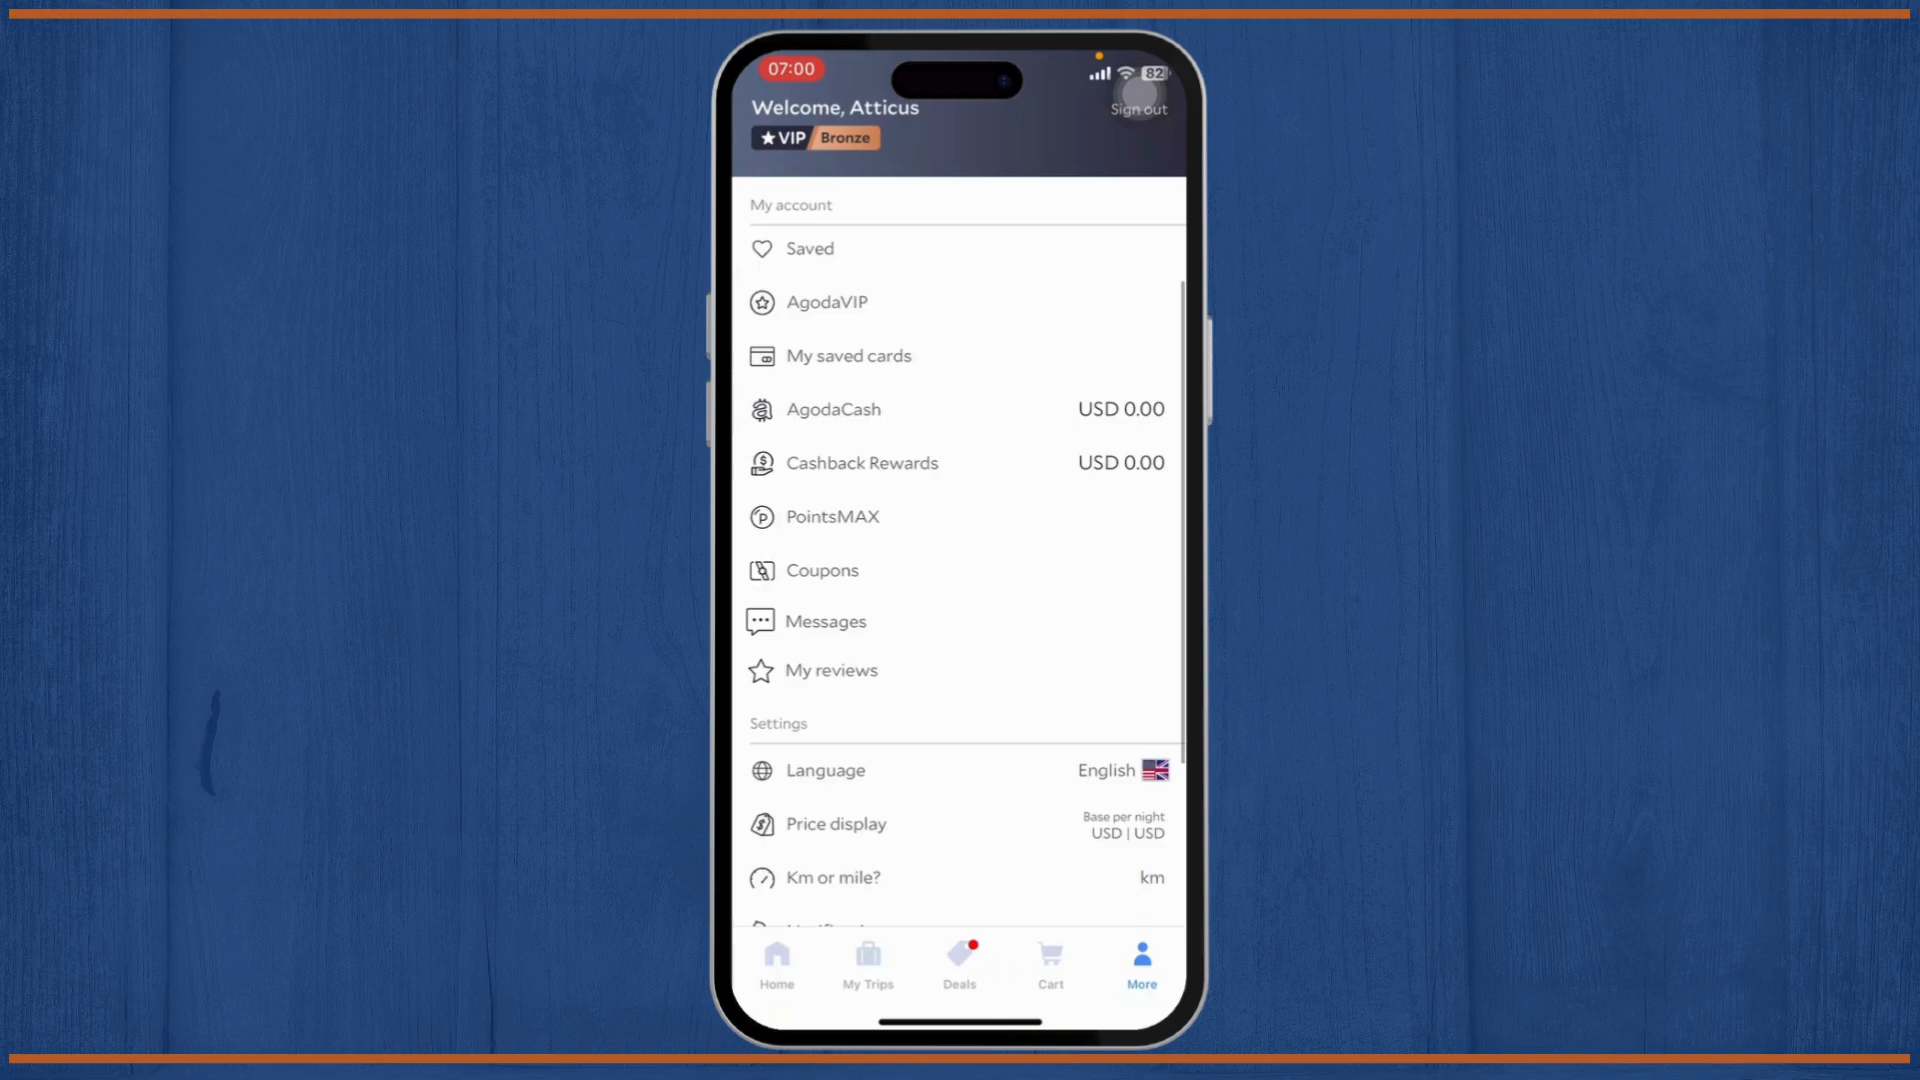 07:00
82
Welcome, Atticus
Sign out
VIP Bronze
My account
Saved
AgodaVIP
My saved cards
AgodaCash USD 0.00
Cashback Rewards USD 0.00
PointsMAX
Coupons
Messages
My reviews
Settings
Language English
Price display Base per night
USD | USD
Km or mile? km
Home My Trips Deals Cart More